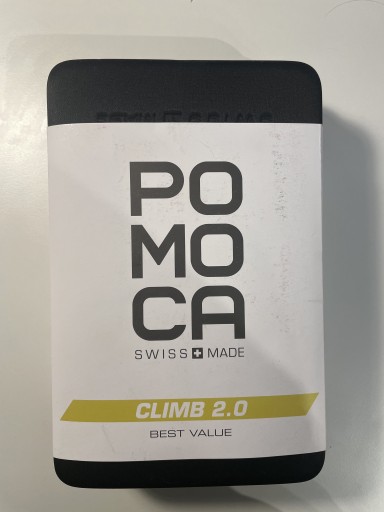 PO
MO
CA
SWISS MADE
CLIMB 2.0
BEST VALUE